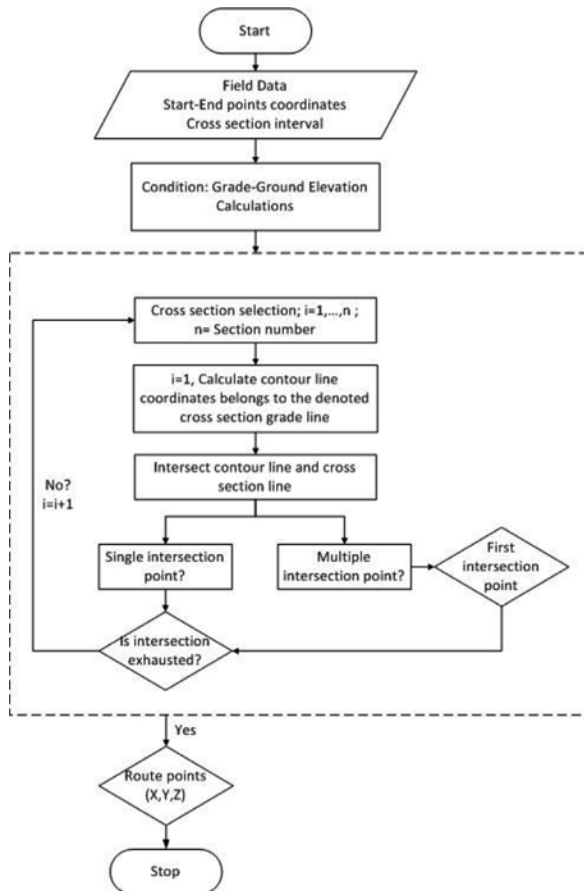 Start
Field Data
Start-End points coordinates
Cross section interval
Condition: Grade-Ground Elevation
Calculations
Cross section selection; i=1,...,n ;
n= Section number
i=1, Calculate contour line
coordinates belongs to the denoted
cross section grade line
Intersect contour line and cross
section line
No?
i=i+1
Single intersection
point?
Multiple
intersection point?
First
intersection
point
Is intersection
exhausted?
Yes
Route points
(X,Y,Z)
Stop